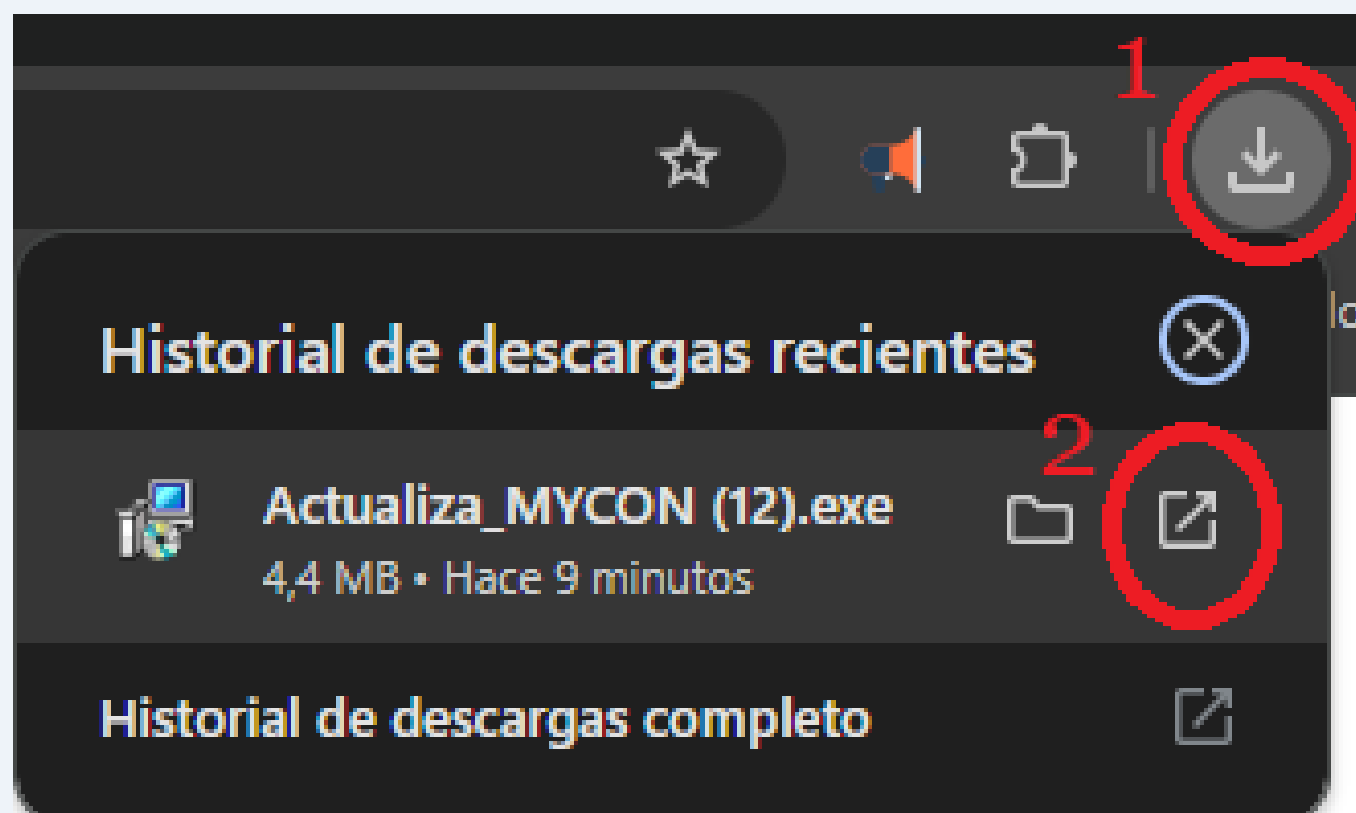 1
Historial de descargas recientes
2
Actualiza_MYCON (12).exe
4,4 MB • Hace 9 minutos
Historial de descargas completo